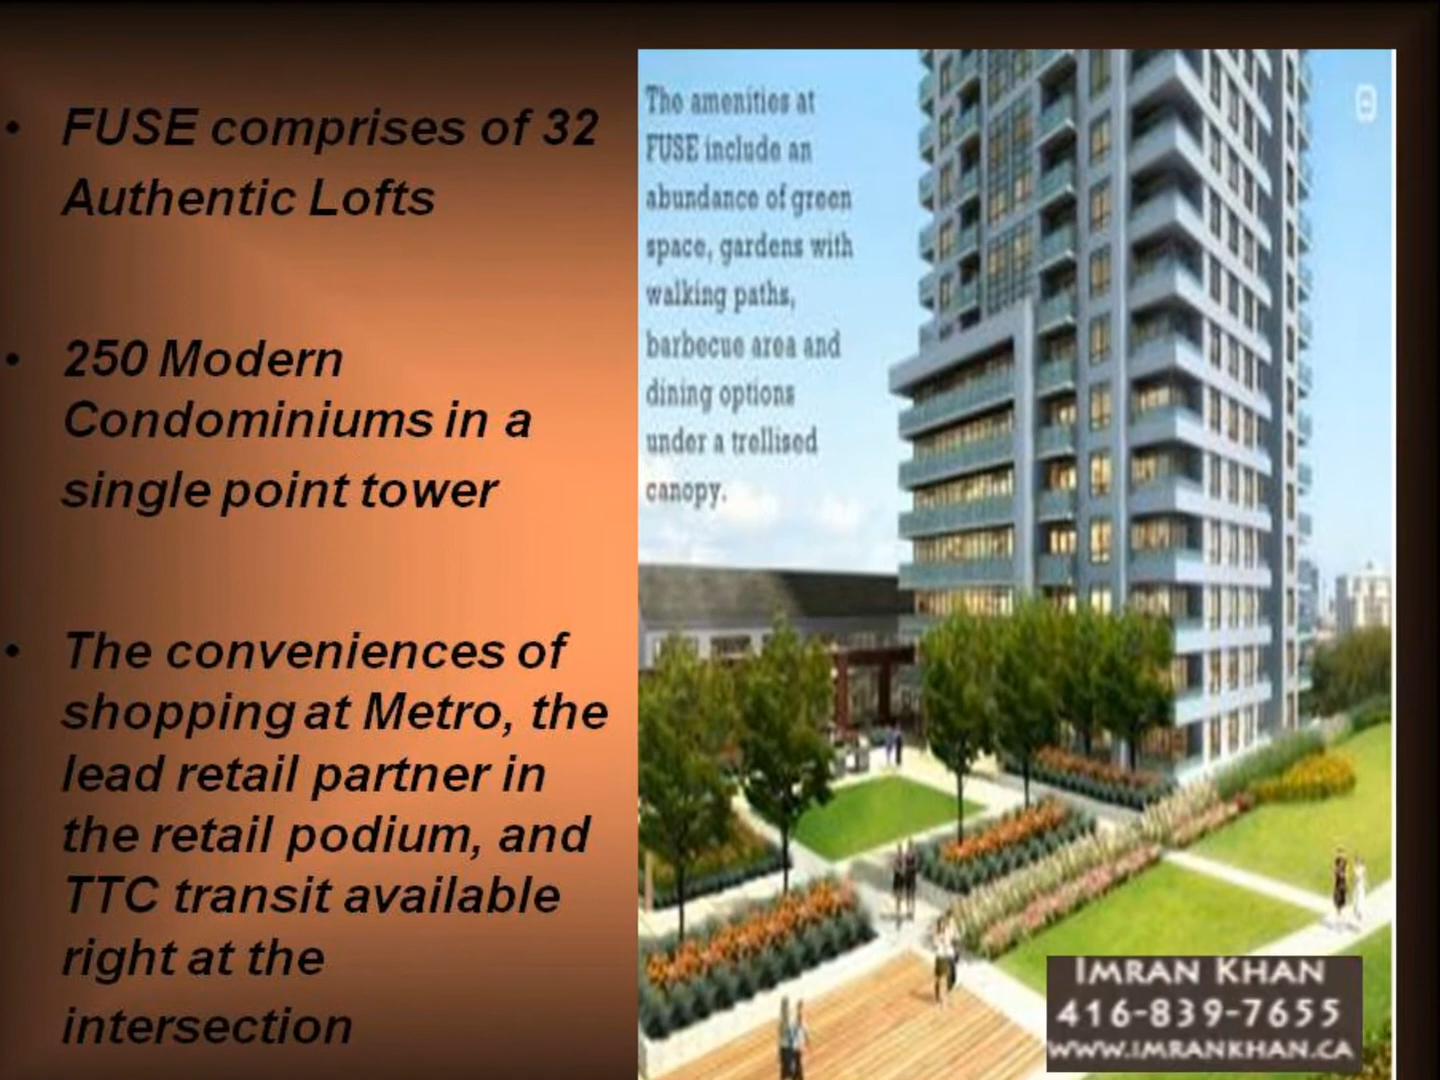 • FUSE comprises of 32
Authentic Lofts
• 250 Modern
Condominiums in a
single point tower
• The conveniences of
shopping at Metro, the
lead retail partner in
the retail podium, and
TTC transit available
right at the
intersection
The amenities at
FUSE include an
abundance of green
space, gardens with
walking paths,
barbecue area and
dining options
under a trellised
canopy.
IMRAN KHAN
416-839-7655
WWW.IMRANKHAN.CA